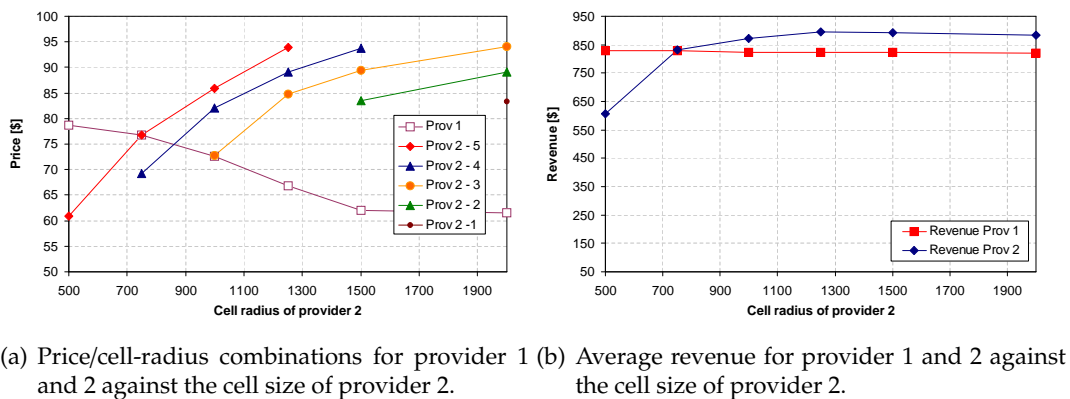 100
95
90
85
80
75
70
65
60
55
50
Price [$]
500 700 900 1100 1300 1500 1700 1900
Cell radius of provider 2
Prov 1
Prov 2 - 5
Prov 2 - 4
Prov 2 - 3
Prov 2 - 2
Prov 2 -1
950
850
750
650
550
450
350
250
150
50
Revenue [$]
500 700 900 1100 1300 1500 1700 1900
Cell radius of provider 2
Revenue Prov 1
Revenue Prov 2
(a) Price/cell-radius combinations for provider 1
and 2 against the cell size of provider 2.
(b) Average revenue for provider 1 and 2 against
the cell size of provider 2.